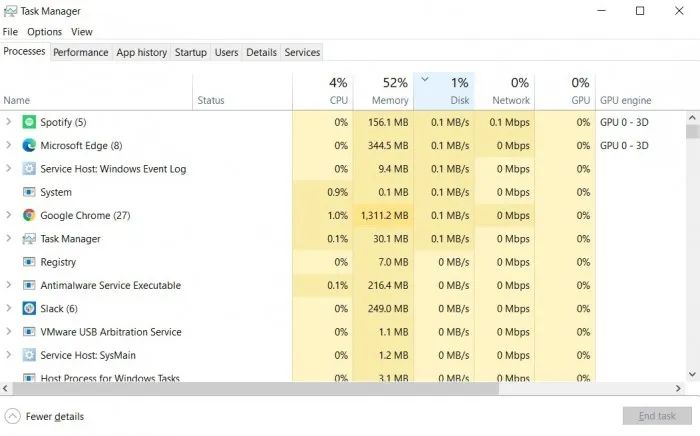 Task Manager
File Options View
Processes Performance App history Startup Users Details Services
4% 52% 1% 0% 0%
Name Status CPU Memory Disk Network GPU GPU engine
Spotify (5) 0% 156.1 MB 0.1 MB/s 0.1 Mbps 0% GPU 0 - 3D
Microsoft Edge (8) 0% 344.5 MB 0.1 MB/s 0 Mbps 0% GPU 0 - 3D
Service Host: Windows Event Log 0% 9.4 MB 0.1 MB/s 0 Mbps 0%
System 0.9% 0.1 MB 0.1 MB/s 0 Mbps 0%
Google Chrome (27) 1.0% 1,311.2 MB 0.1 MB/s 0 Mbps 0%
Task Manager 0.1% 30.1 MB 0.1 MB/s 0 Mbps 0%
Registry 0% 7.0 MB 0 MB/s 0 Mbps 0%
Antimalware Service Executable 0.1% 216.4 MB 0 MB/s 0 Mbps 0%
Slack (6) 0% 249.0 MB 0 MB/s 0 Mbps 0%
VMware USB Arbitration Service 0% 1.1 MB 0 MB/s 0 Mbps 0%
Service Host: SysMain 0% 1.2 MB 0 MB/s 0 Mbps 0%
Host Process for Windows Tasks 0% 3.1 MB 0 MB/s 0 Mbps 0%
Fewer details End task